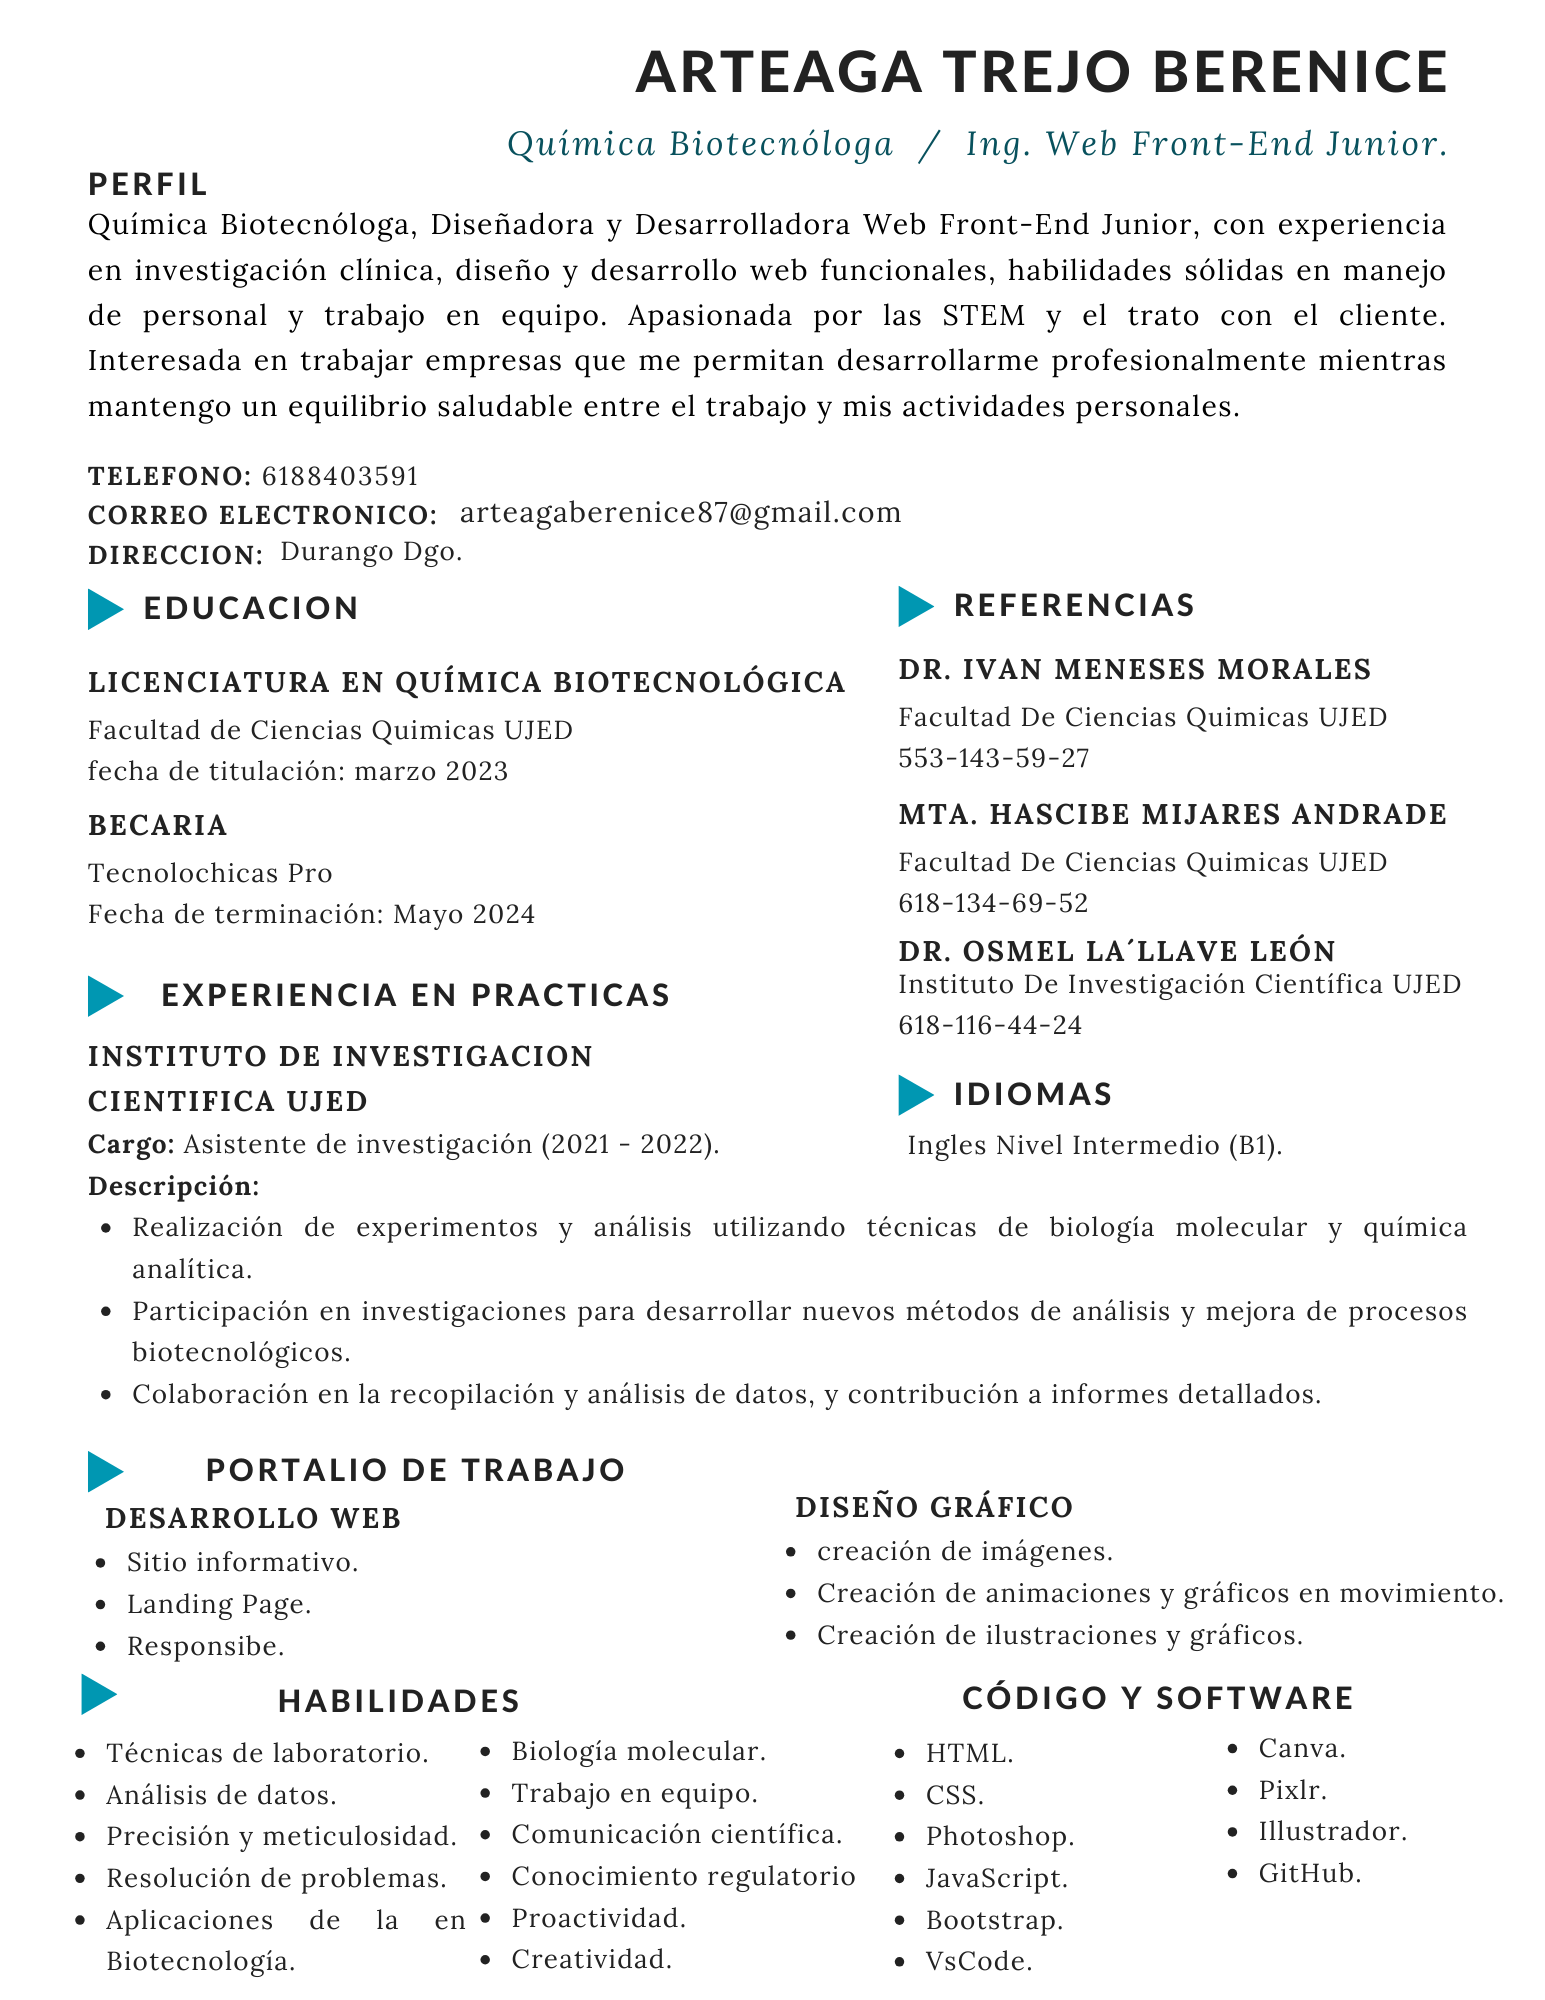 ARTEAGA TREJO BERENICE
Química Biotecnóloga / Ing. Web Front-End Junior.
PERFIL
Química Biotecnóloga, Diseñadora y Desarrolladora Web Front-End Junior, con experiencia
en investigación clínica, diseño y desarrollo web funcionales, habilidades sólidas en manejo
de personal y trabajo en equipo. Apasionada por las STEM y el trato con el cliente.
Interesada en trabajar empresas que me permitan desarrollarme profesionalmente mientras
mantengo un equilibrio saludable entre el trabajo y mis actividades personales.
TELEFONO: 6188403591
CORREO ELECTRONICO: arteagaberenice87@gmail.com
DIRECCION: Durango Dgo.
EDUCACION
LICENCIATURA EN QUÍMICA BIOTECNOLÓGICA
Facultad de Ciencias Quimicas UJED
fecha de titulación: marzo 2023
BECARIA
Tecnolochicas Pro
Fecha de terminación: Mayo 2024
REFERENCIAS
DR. IVAN MENESES MORALES
Facultad De Ciencias Quimicas UJED
553-143-59-27
MTA. HASCIBE MIJARES ANDRADE
Facultad De Ciencias Quimicas UJED
618-134-69-52
DR. OSMEL LA´LLAVE LEÓN
Instituto De Investigación Científica UJED
618-116-44-24
IDIOMAS
Ingles Nivel Intermedio (B1).
EXPERIENCIA EN PRACTICAS
INSTITUTO DE INVESTIGACION
CIENTIFICA UJED
Cargo: Asistente de investigación (2021 - 2022).
Descripción:
• Realización de experimentos y análisis utilizando técnicas de biología molecular y química
analítica.
• Participación en investigaciones para desarrollar nuevos métodos de análisis y mejora de procesos
biotecnológicos.
• Colaboración en la recopilación y análisis de datos, y contribución a informes detallados.
PORTALIO DE TRABAJO
DESARROLLO WEB
• Sitio informativo.
• Landing Page.
• Responsibe.
DISEÑO GRÁFICO
• creación de imágenes.
• Creación de animaciones y gráficos en movimiento.
• Creación de ilustraciones y gráficos.
HABILIDADES
• Técnicas de laboratorio.
• Análisis de datos.
• Precisión y meticulosidad.
• Resolución de problemas.
• Aplicaciones de la en
Biotecnología.
• Biología molecular.
• Trabajo en equipo.
• Comunicación científica.
• Conocimiento regulatorio
• Proactividad.
• Creatividad.
CÓDIGO Y SOFTWARE
• HTML.
• CSS.
• Photoshop.
• JavaScript.
• Bootstrap.
• VsCode.
• Canva.
• Pixlr.
• Illustrador.
• GitHub.